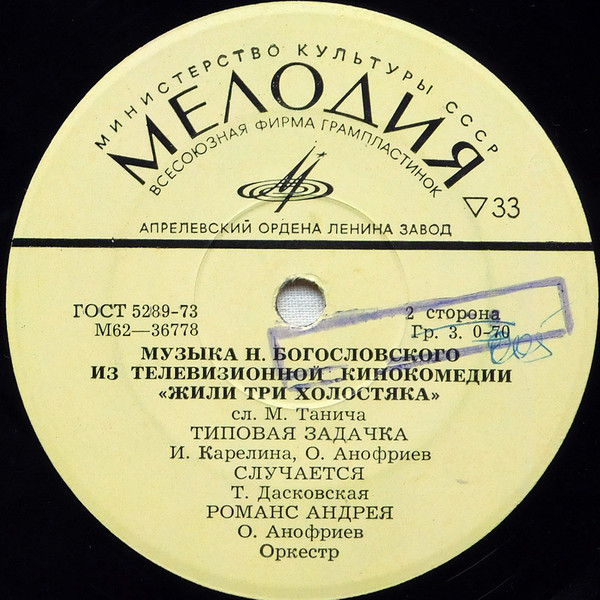 МИНИСТЕРСТВО КУЛЬТУРЫ СССР
МЕЛОДИЯ
ВСЕСОЮЗНАЯ ФИРМА ГРАМПЛАСТИНОК
▽33
АПРЕЛЕВСКИЙ ОРДЕНА ЛЕНИНА ЗАВОД
ГОСТ 5289-73
2 сторона
М62—36778
Гр. 3. 0-70
МУЗЫКА Н. БОГОСЛОВСКОГО
ИЗ ТЕЛЕВИЗИОННОЙ КИНОКОМЕДИИ
«ЖИЛИ ТРИ ХОЛОСТЯКА»
сл. М. Танича
ТИПОВАЯ ЗАДАЧКА
И. Карелина, О. Анофриев
СЛУЧАЕТСЯ
Т. Дасковская
РОМАНС АНДРЕЯ
О. Анофриев
Оркестр